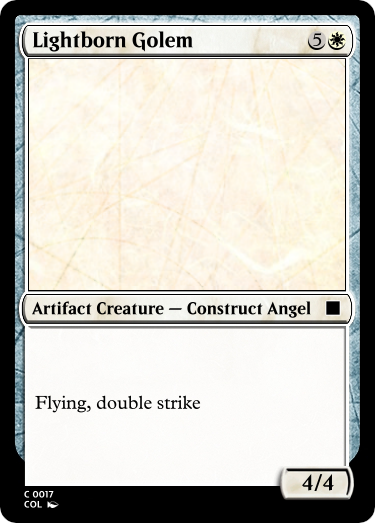 Lightborn Golem 5
Artifact Creature — Construct Angel
Flying, double strike
4/4
C 0017
COL